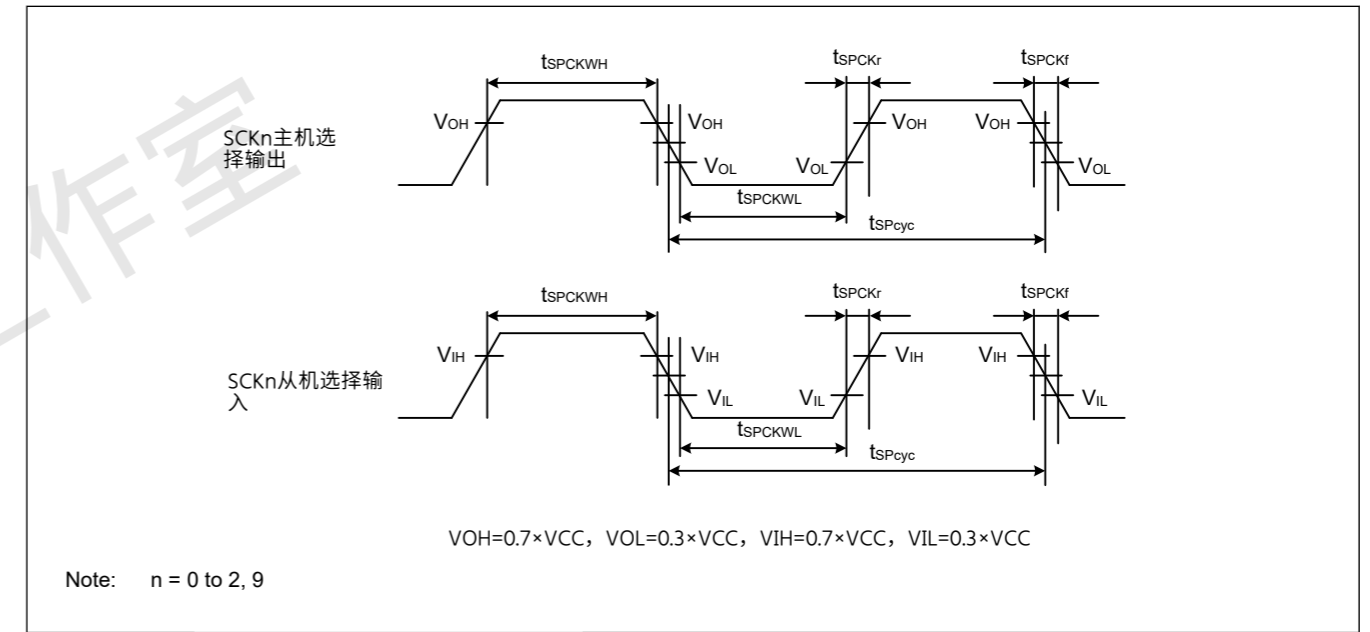 tSPCKWH
tSPCKr
tSPCKf
VOH
VOH
VOH
VOH
SCKn主机选
择输出
VOL
VOL
VOL
tSPCKWL
tSPcyc
tSPCKWH
tSPCKr
tSPCKf
VIH
VIH
VIH
VIH
SCKn从机选择输
入
VIL
VIL
VIL
tSPCKWL
tSPcyc
VOH=0.7×VCC，VOL=0.3×VCC，VIH=0.7×VCC，VIL=0.3×VCC
Note: n = 0 to 2, 9
作室